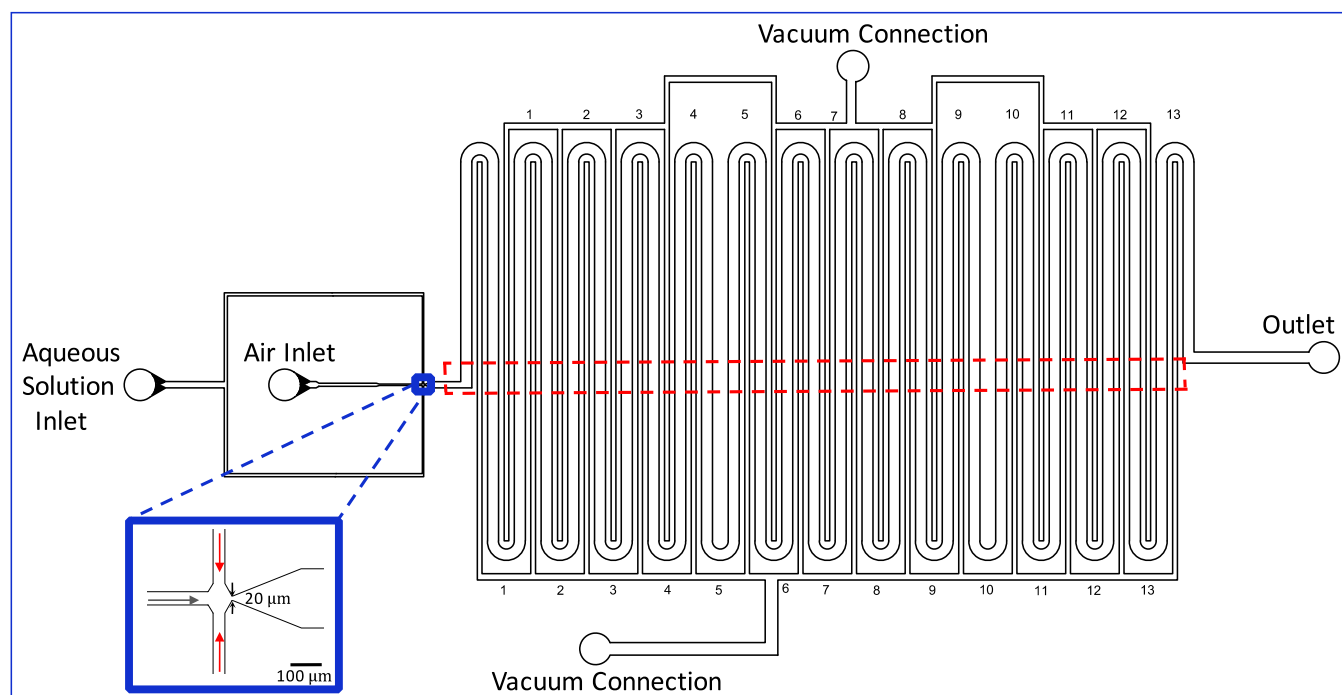 Vacuum Connection
1 2 3 4 5 6 7 8 9 10 11 12 13
Aqueous
Solution
Inlet
Air Inlet
Outlet
1 2 3 4 5 6 7 8 9 10 11 12 13
20 μm
100 μm
Vacuum Connection